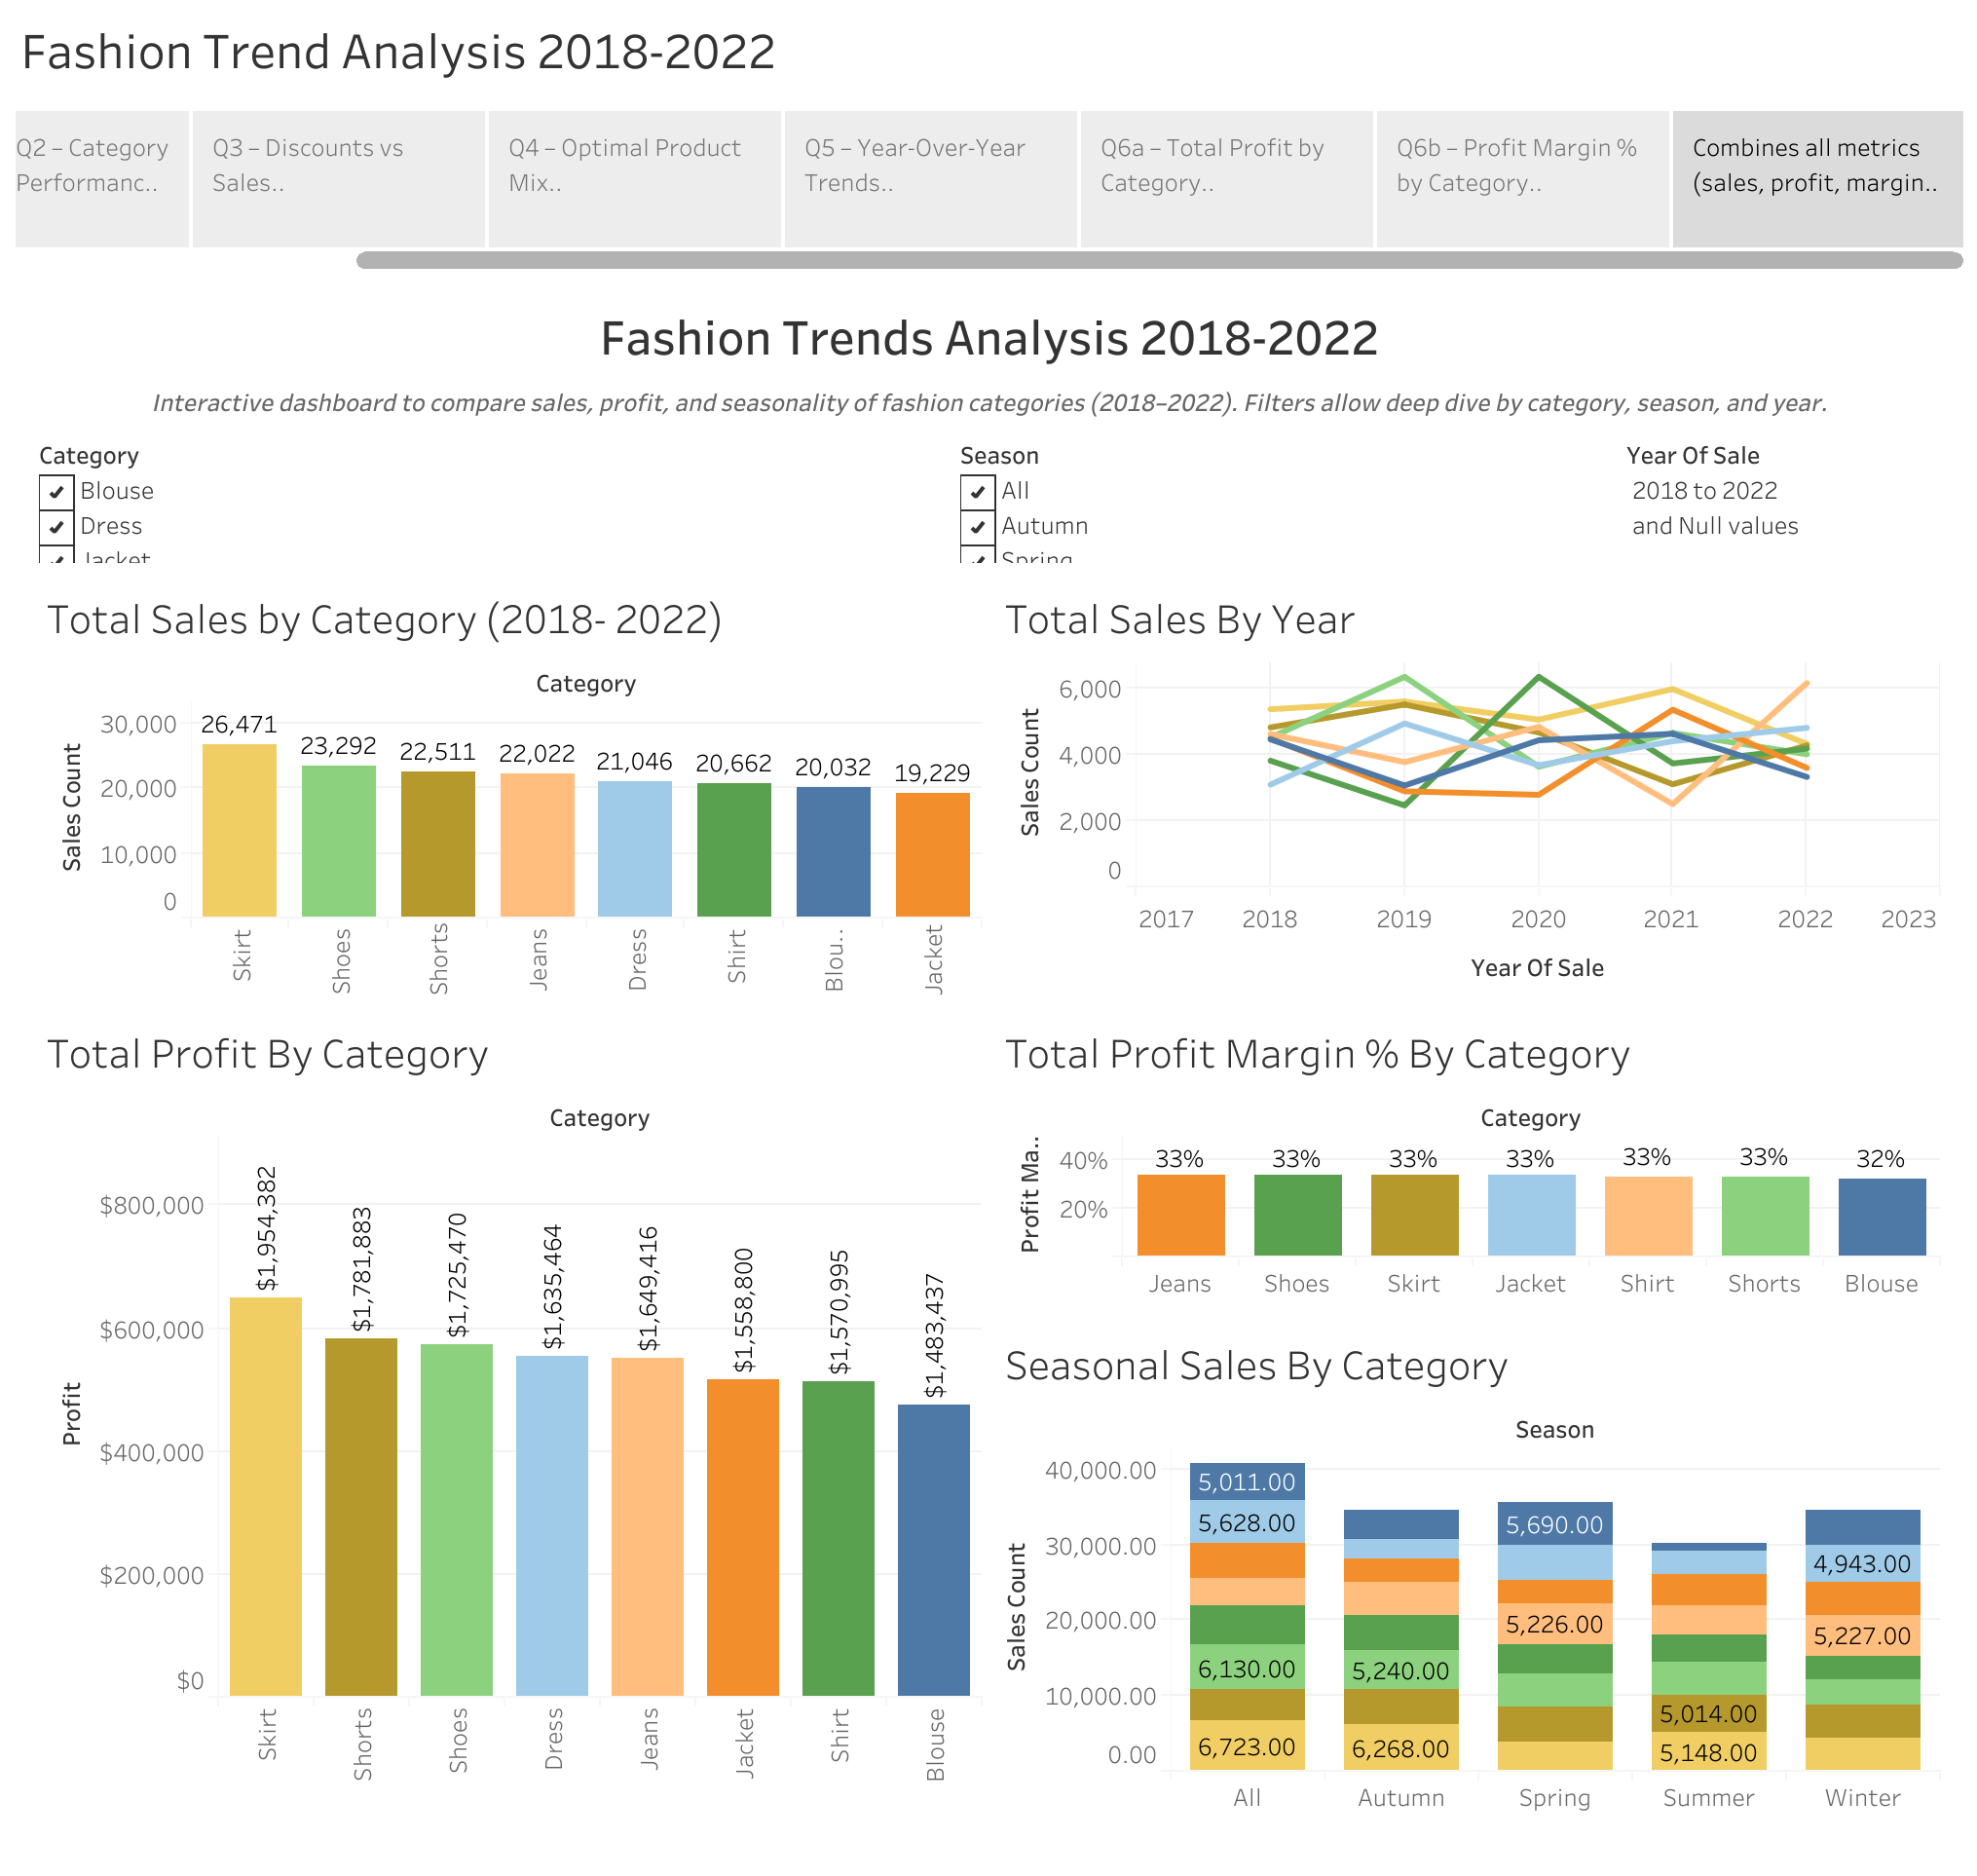 Fashion Trend Analysis 2018-2022
Q2 – Category
Performanc..
Q3 – Discounts vs
Sales..
Q4 – Optimal Product
Mix..
Q5 – Year-Over-Year
Trends..
Q6a – Total Profit by
Category..
Q6b – Profit Margin %
by Category..
Combines all metrics
(sales, profit, margin..
Fashion Trends Analysis 2018-2022
Interactive dashboard to compare sales, profit, and seasonality of fashion categories (2018–2022). Filters allow deep dive by category, season, and year.
Category
Blouse
Dress
Jacket
Season
All
Autumn
Spring
Year Of Sale
2018 to 2022
and Null values
Total Sales by Category (2018- 2022)
Category
Sales Count
30,000
20,000
10,000
0
26,471
23,292
22,511
22,022
21,046
20,662
20,032
19,229
Skirt
Shoes
Shorts
Jeans
Dress
Shirt
Blou..
Jacket
Total Sales By Year
Sales Count
6,000
4,000
2,000
0
2017
2018
2019
2020
2021
2022
2023
Year Of Sale
Total Profit By Category
Category
Profit
$800,000
$600,000
$400,000
$200,000
$0
$1,954,382
$1,781,883
$1,725,470
$1,635,464
$1,649,416
$1,558,800
$1,570,995
$1,483,437
Skirt
Shorts
Shoes
Dress
Jeans
Jacket
Shirt
Blouse
Total Profit Margin % By Category
Category
Profit Ma..
40%
20%
33%
33%
33%
33%
33%
33%
32%
Jeans
Shoes
Skirt
Jacket
Shirt
Shorts
Blouse
Seasonal Sales By Category
Season
Sales Count
40,000.00
30,000.00
20,000.00
10,000.00
0.00
5,011.00
5,628.00
6,130.00
6,723.00
5,240.00
6,268.00
5,690.00
5,226.00
5,014.00
5,148.00
4,943.00
5,227.00
All
Autumn
Spring
Summer
Winter